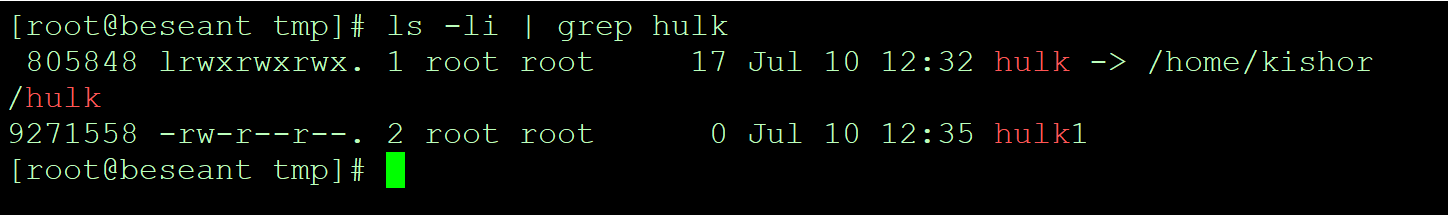 [root@beseant tmp]# ls -li | grep hulk
 805848 lrwxrwxrwx. 1 root root     17 Jul 10 12:32 hulk -> /home/kishor
/hulk
9271558 -rw-r--r--. 2 root root      0 Jul 10 12:35 hulk1
[root@beseant tmp]#